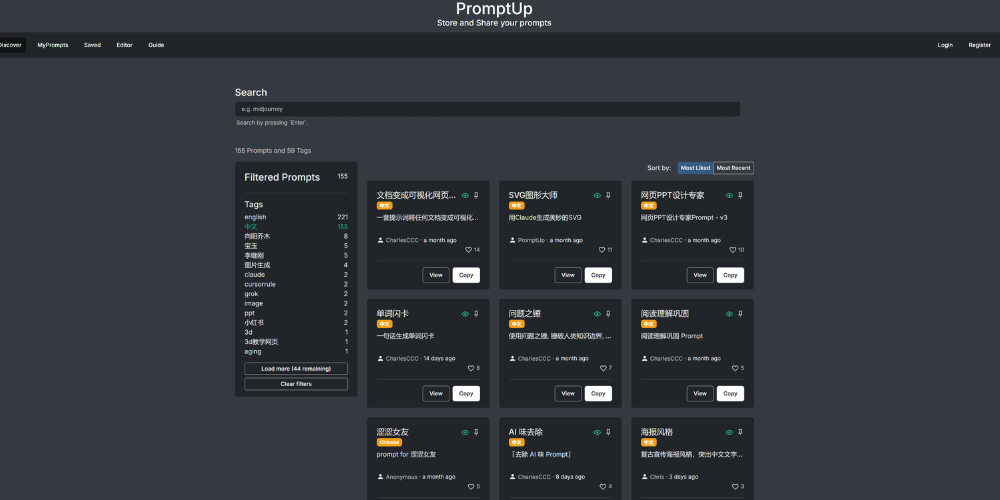 PromptUp
Store and Share your prompts
Discover MyPrompts Saved Editor Guide Login Register
Search
e.g. midjourney
Search by pressing `Enter`.
155 Prompts and 59 Tags
Sort by: Most Liked Most Recent
Filtered Prompts 155
Tags
english 221
中文 155
向阳乔木 8
宝玉 5
李继刚 5
图片生成 4
claude 2
cursorrule 2
grok 2
image 2
ppt 2
小红书 2
3d 1
3d教学网页 1
aging 1
Load more (44 remaining)
Clear filters
文档变成可视化网页...
中文
一套提示词将任何文档变成可视化...
CharlesCCC · a month ago
14
View Copy
SVG图形大师
中文
用Claude生成美妙的SVG
PromptUp · a month ago
11
View Copy
网页PPT设计专家
中文
网页PPT设计专家Prompt - v3
CharlesCCC · a month ago
10
View Copy
单词闪卡
中文
一句话生成单词闪卡
CharlesCCC · 14 days ago
8
View Copy
问题之锤
中文
使用问题之锤, 锤破人类知识边界, ...
CharlesCCC · a month ago
7
View Copy
阅读理解巩固
中文
阅读理解巩固 Prompt
CharlesCCC · a month ago
5
View Copy
涩涩女友
Chinese
prompt for 涩涩女友
Anonymous · a month ago
5
AI 味去除
中文
「去除 AI 味 Prompt」
CharlesCCC · 8 days ago
4
海报风格
中文
复古宣传海报风格，突出中文文字...
Chris · 3 days ago
3